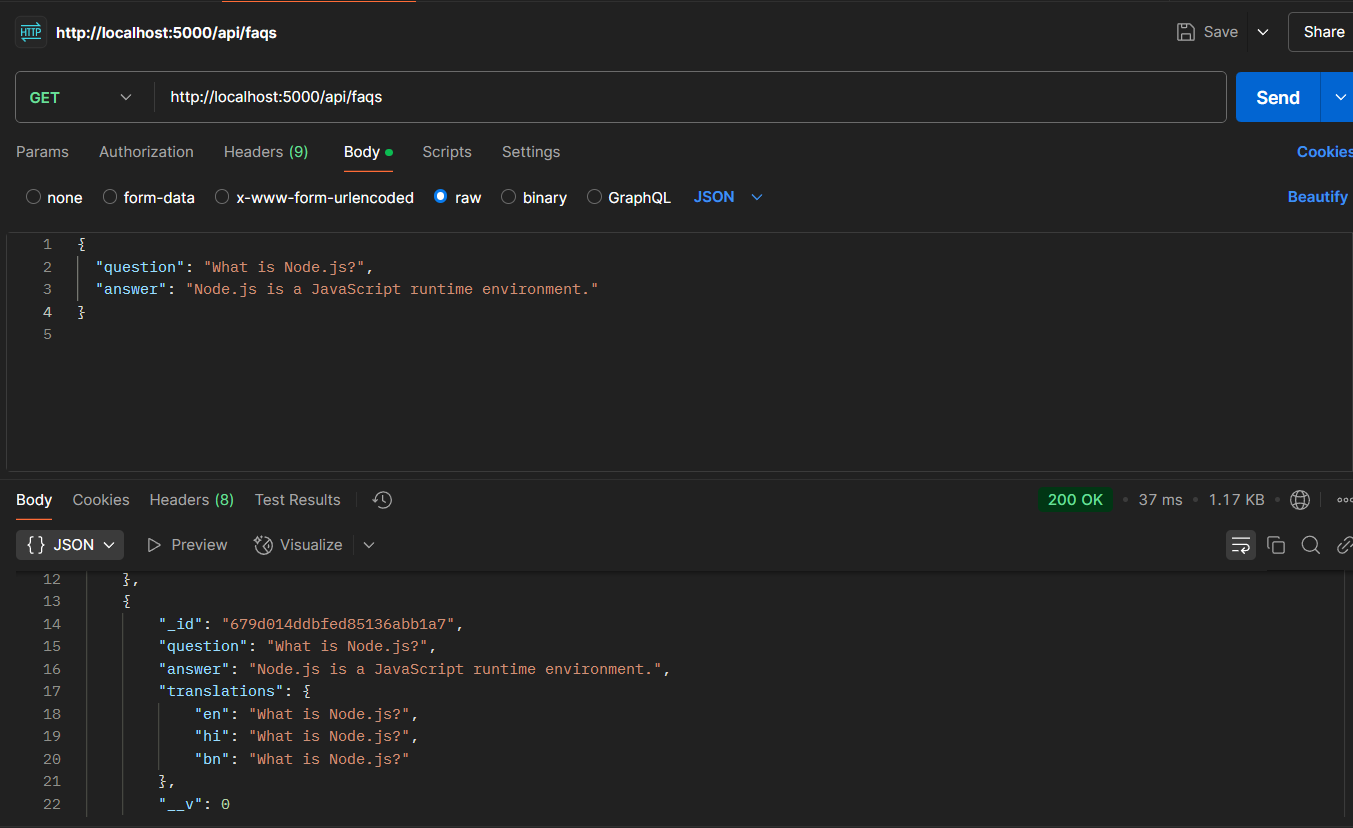 HTTP http://localhost:5000/api/faqs Save Share
GET http://localhost:5000/api/faqs Send
Params Authorization Headers (9) Body Scripts Settings Cookies
none form-data x-www-form-urlencoded raw binary GraphQL JSON Beautify
1 {
2 "question": "What is Node.js?",
3 "answer": "Node.js is a JavaScript runtime environment."
4 }
5
Body Cookies Headers (8) Test Results 200 OK • 37 ms • 1.17 KB •
{} JSON Preview Visualize
12 },
13 {
14 "_id": "679d014ddbfed85136abb1a7",
15 "question": "What is Node.js?",
16 "answer": "Node.js is a JavaScript runtime environment.",
17 "translations": {
18 "en": "What is Node.js?",
19 "hi": "What is Node.js?",
20 "bn": "What is Node.js?"
21 },
22 "__v": 0